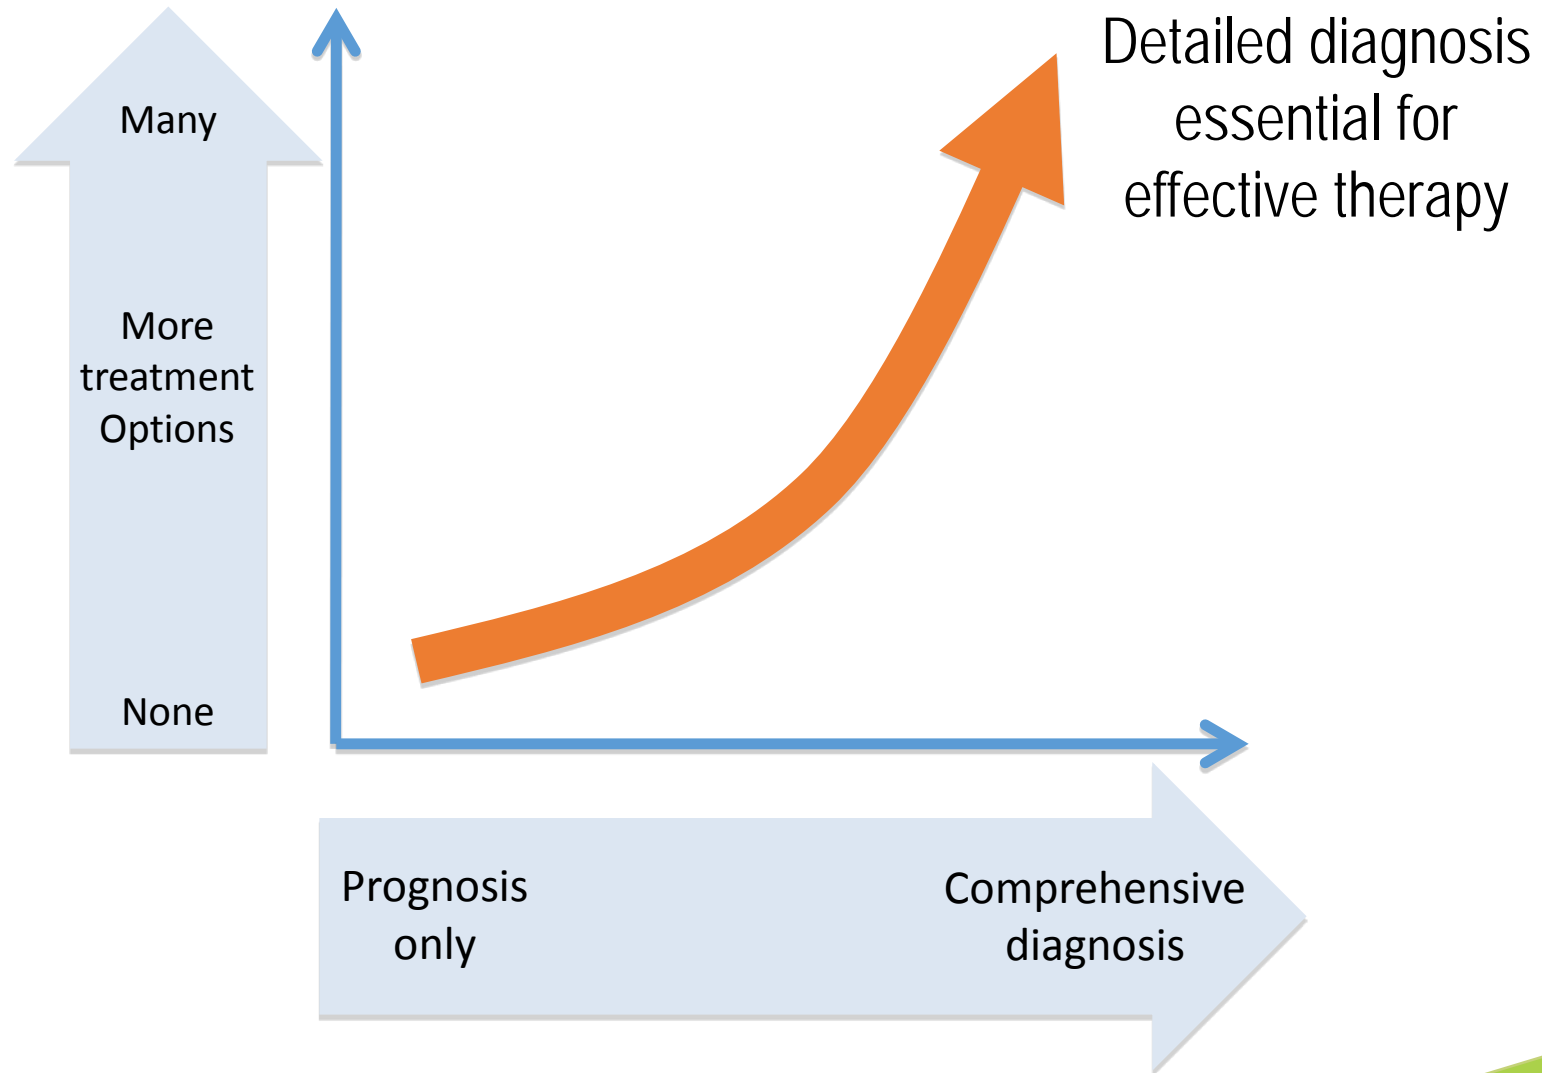 Detailed diagnosis
essential for
effective therapy
Many
More
treatment
Options
None
Prognosis
only
Comprehensive
diagnosis